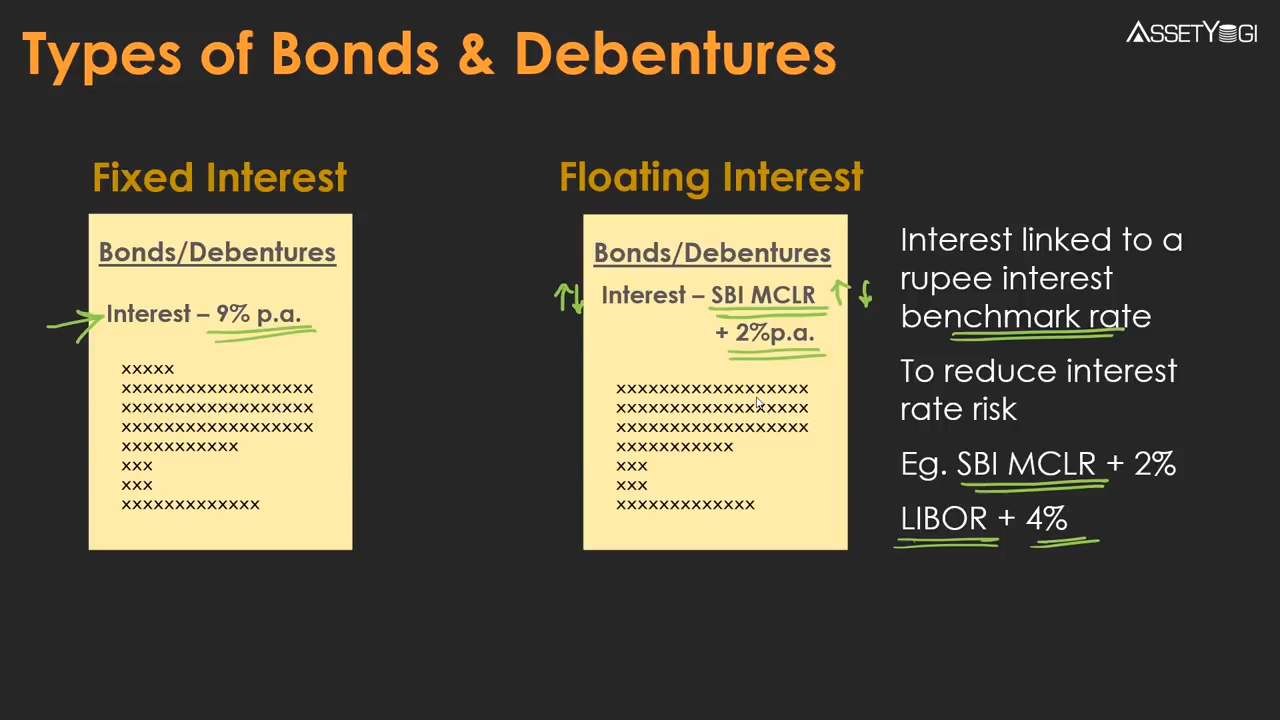 Types of Bonds & Debentures
ASSETYOGI
Fixed Interest
Bonds/Debentures
Interest – 9% p.a.
xxxxx
xxxxxxxxxxxxxxxxxx
xxxxxxxxxxxxxxxxxx
xxxxxxxxxxxxxxxxxx
xxxxxxxxxxx
xxx
xxx
xxxxxxxxxxxxx
Floating Interest
Bonds/Debentures
Interest – SBI MCLR
+ 2%p.a.
xxxxxxxxxxxxxxxxxx
xxxxxxxxxxxxxxxxxx
xxxxxxxxxxxxxxxxxx
xxxxxxxxxxx
xxx
xxx
xxxxxxxxxxxxx
Interest linked to a
rupee interest
benchmark rate
To reduce interest
rate risk
Eg. SBI MCLR + 2%
LIBOR + 4%